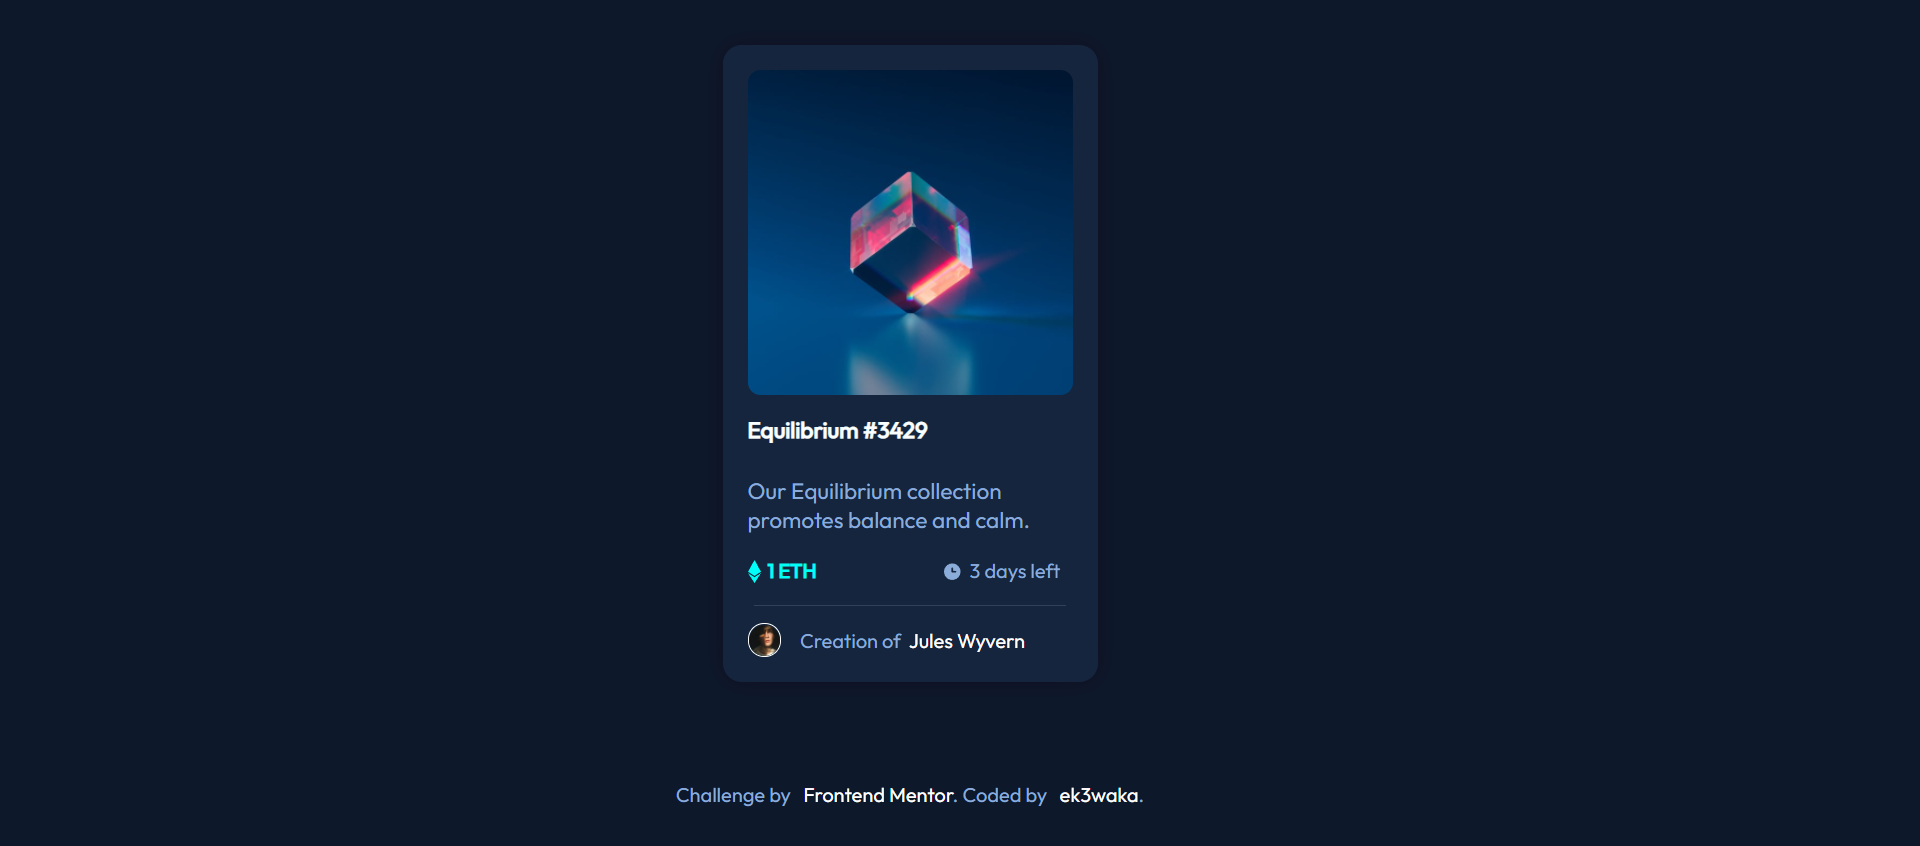 Equilibrium #3429
Our Equilibrium collection
promotes balance and calm.
1 ETH 3 days left
Creation of Jules Wyvern
Challenge by Frontend Mentor. Coded by ek3waka.